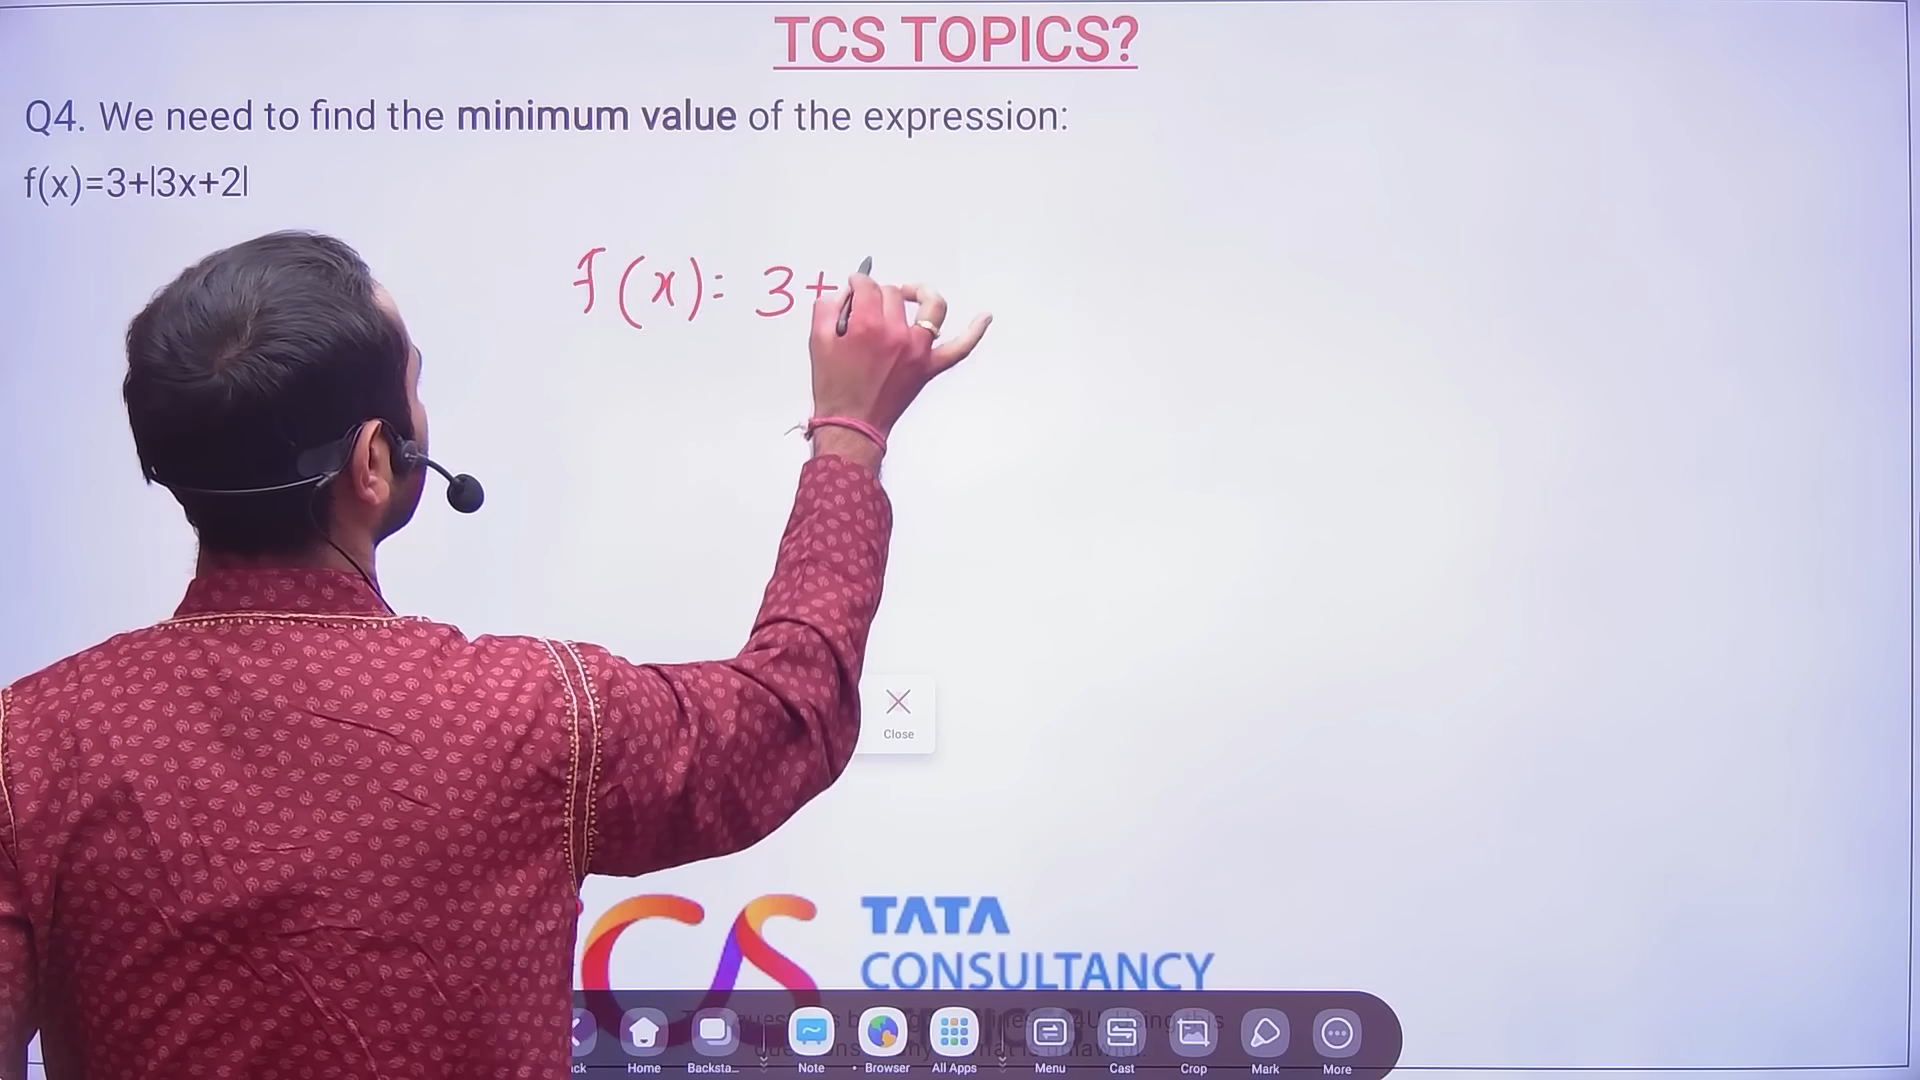 TCS TOPICS?
Q4. We need to find the minimum value of the expression:
f(x)=3+|3x+2|
f(x): 3+
Close
TATA
CONSULTANCY
Home
Backsta...
Note
• Browser
All Apps
Menu
Cast
Crop
Mark
More